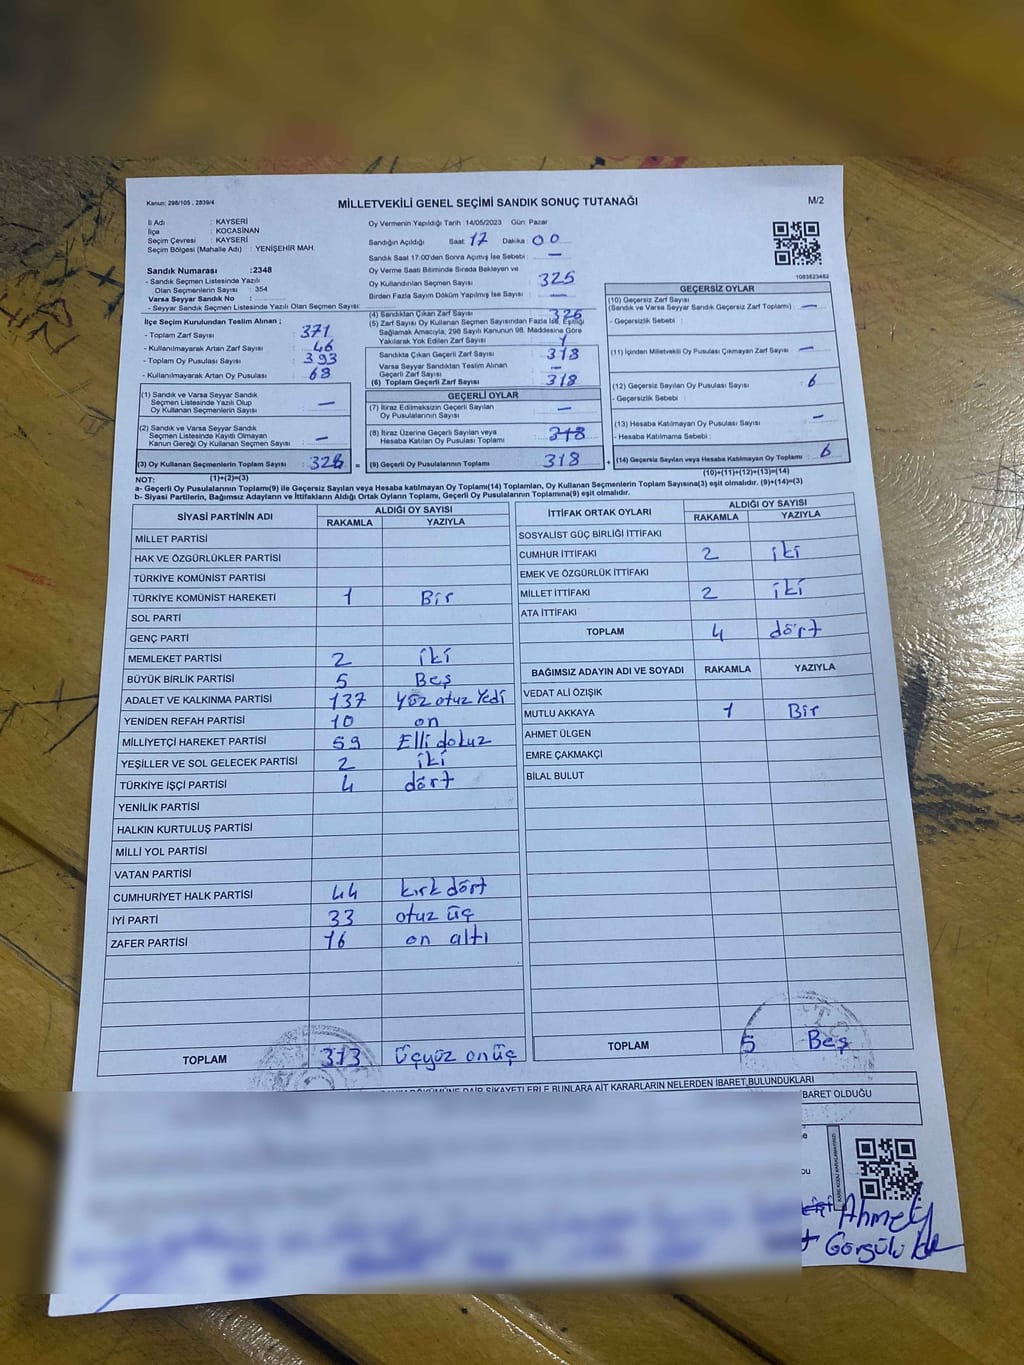 Kanun: 298/105 , 2839/4
MİLLETVEKİLİ GENEL SEÇİMİ SANDIK SONUÇ TUTANAĞI
M/2
İl Adı : KAYSERİ
İlçe : KOCASİNAN
Seçim Çevresi : KAYSERİ
Seçim Bölgesi (Mahalle Adı) : YENİŞEHİR MAH.
Sandık Numarası :2348
- Sandık Seçmen Listesinde Yazılı
Olan Seçmenlerin Sayısı : 354
Varsa Seyyar Sandık No :
- Seyyar Sandık Seçmen Listesinde Yazılı Olan Seçmen Sayısı:
İlçe Seçim Kurulundan Teslim Alınan ;
- Toplam Zarf Sayısı : 371
- Kullanılmayarak Artan Zarf Sayısı : 46
- Toplam Oy Pusulası Sayısı : 393
- Kullanılmayarak Artan Oy Pusulası : 68
(1) Sandık ve Varsa Seyyar Sandık
Seçmen Listesinde Yazılı Olup
Oy Kullanan Seçmenlerin Sayısı : —
(2) Sandık ve Varsa Seyyar Sandık
Seçmen Listesinde Kayıtlı Olmayan
Kanun Gereği Oy Kullanan Seçmen Sayısı : —
(3) Oy Kullanan Seçmenlerin Toplam Sayısı :
(1)+(2)=(3)
Oy Vermenin Yapıldığı Tarih : 14/05/2023 Gün: Pazar
Sandığın Açıldığı Saat: 17 Dakika : 00
Sandık Saat 17:00'den Sonra Açılmış İse Sebebi : —
Oy Verme Saati Bitiminde Sırada Bekleyen ve
Oy Kullandırılan Seçmen Sayısı : 325
Birden Fazla Sayım Döküm Yapılmış İse Sayısı : —
(4) Sandıktan Çıkan Zarf Sayısı : 326
(5) Zarf Sayısı Oy Kullanan Seçmen Sayısından Fazla İse, Eşitliği
Sağlamak Amacıyla; 298 Sayılı Kanunun 98. Maddesine Göre
Yakılarak Yok Edilen Zarf Sayısı : 1
Sandıkta Çıkan Geçerli Zarf Sayısı : 318
Varsa Seyyar Sandıktan Teslim Alınan
Geçerli Zarf Sayısı : —
(6) Toplam Geçerli Zarf Sayısı : 318
GEÇERLİ OYLAR
(7) İtiraz Edilmeksizin Geçerli Sayılan
Oy Pusulalarının Sayısı : —
(8) İtiraz Üzerine Geçerli Sayılan veya
Hesaba Katılan Oy Pusulası Toplamı : 318
= (9) Geçerli Oy Pusulalarının Toplamı : 318
1083623482
GEÇERSİZ OYLAR
(10) Geçersiz Zarf Sayısı
(Sandık ve Varsa Seyyar Sandık Geçersiz Zarf Toplamı) : —
- Geçersizlik Sebebi :
(11) İçinden Milletvekili Oy Pusulası Çıkmayan Zarf Sayısı : —
(12) Geçersiz Sayılan Oy Pusulası Sayısı : 6
- Geçersizlik Sebebi :
(13) Hesaba Katılmayan Oy Pusulası Sayısı : —
- Hesaba Katılmama Sebebi :
+ (14) Geçersiz Sayılan veya Hesaba Katılmayan Oy Toplamı : 6
(10)+(11)+(12)+(13)=(14)
NOT:
a- Geçerli Oy Pusulalarının Toplamı(9) ile Geçersiz Sayılan veya Hesaba katılmayan Oy Toplamı(14) Toplamları, Oy Kullanan Seçmenlerin Toplam Sayısına(3) eşit olmalıdır. (9)+(14)=(3)
b- Siyasi Partilerin, Bağımsız Adayların ve İttifakların Aldığı Ortak Oyların Toplamı, Geçerli Oy Pusulalarının Toplamına(9) eşit olmalıdır.
SİYASİ PARTİNİN ADI ALDIĞI OY SAYISI
RAKAMLA YAZIYLA
MİLLET PARTİSİ
HAK VE ÖZGÜRLÜKLER PARTİSİ
TÜRKİYE KOMÜNİST PARTİSİ
TÜRKİYE KOMÜNİST HAREKETİ 1 Bir
SOL PARTİ
GENÇ PARTİ
MEMLEKET PARTİSİ 2 iki
BÜYÜK BİRLİK PARTİSİ 5 Beş
ADALET VE KALKINMA PARTİSİ 137 Yüz otuz Yedi
YENİDEN REFAH PARTİSİ 10 on
MİLLİYETÇİ HAREKET PARTİSİ 59 Elli dokuz
YEŞİLLER VE SOL GELECEK PARTİSİ 2 iki
TÜRKİYE İŞÇİ PARTİSİ 4 dört
YENİLİK PARTİSİ
HALKIN KURTULUŞ PARTİSİ
MİLLİ YOL PARTİSİ
VATAN PARTİSİ
CUMHURİYET HALK PARTİSİ 44 kırk dört
İYİ PARTİ 33 otuz üç
ZAFER PARTİSİ 16 on altı
TOPLAM 313 üçyüz onüç
İTTİFAK ORTAK OYLARI ALDIĞI OY SAYISI
RAKAMLA YAZIYLA
SOSYALİST GÜÇ BİRLİĞİ İTTİFAKI
CUMHUR İTTİFAKI 2 iki
EMEK VE ÖZGÜRLÜK İTTİFAKI
MİLLET İTTİFAKI 2 iki
ATA İTTİFAKI
TOPLAM 4 dört
BAĞIMSIZ ADAYIN ADI VE SOYADI RAKAMLA YAZIYLA
VEDAT ALİ ÖZIŞIK
MUTLU AKKAYA 1 Bir
AHMET ÜLGEN
EMRE ÇAKMAKÇİ
BİLAL BULUT
TOPLAM 5 Beş
DÖKÜMÜNE DAİR ŞİKAYETLER İLE BUNLARA AİT KARARLARIN NELERDEN İBARET BULUNDUKLARI
BARET OLDUĞU
Ahmet
Görgülü